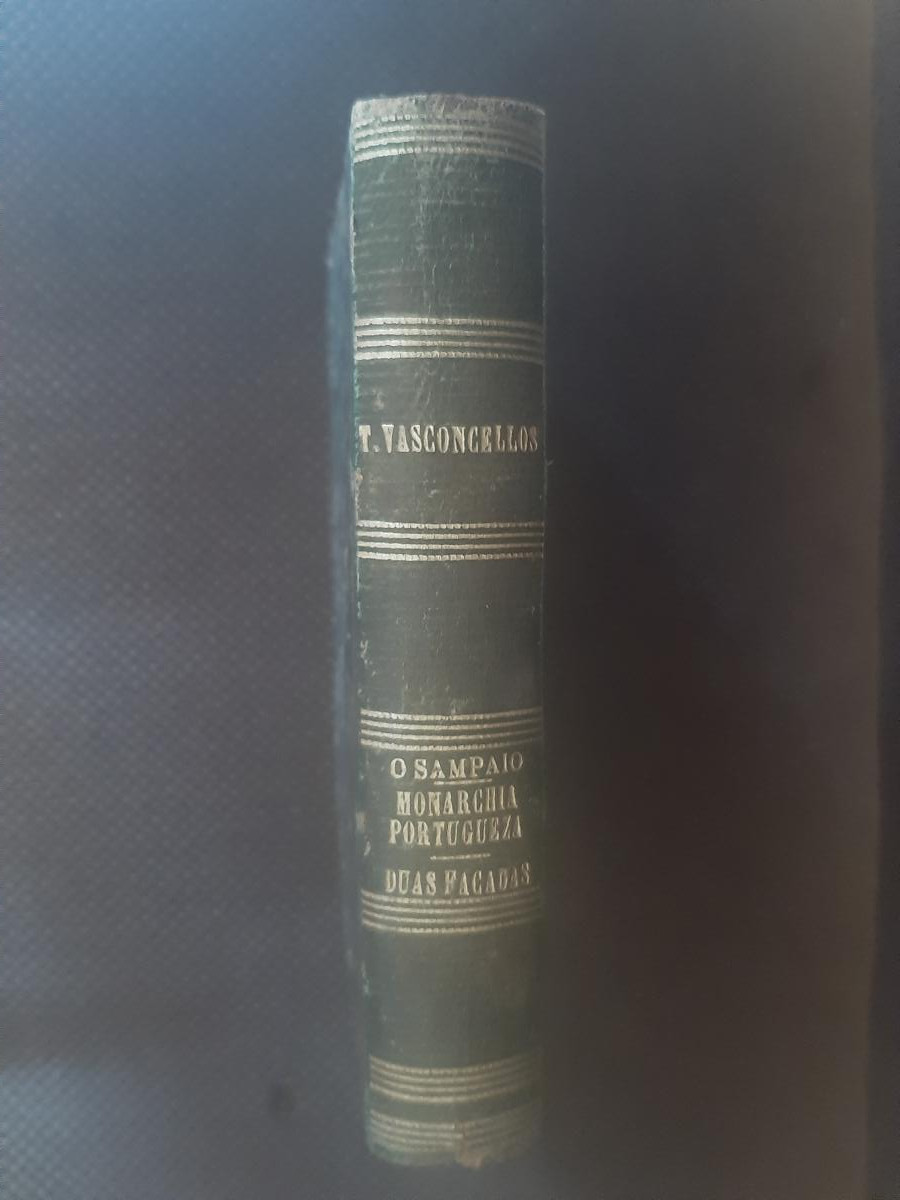 T. VASCONCELLOS
O SAMPAIO
MONARCHIA
PORTUGUEZA
DUAS FACADAS